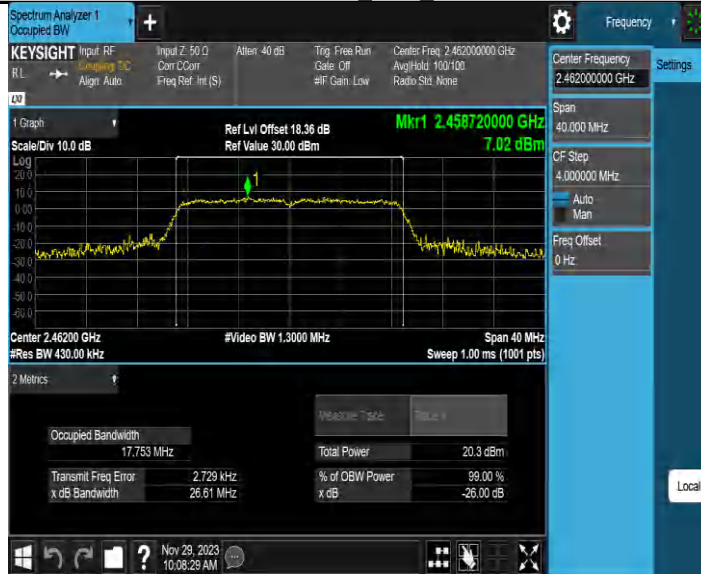 Spectrum Analyzer 1
Occupied BW
Frequency
KEYSIGHT Input: RF Input Z: 50 Ω Atten: 40 dB Trig: Free Run Center Freq: 2.462000000 GHz
RL Coupling: DC Corr CCorr Gate: Off Avg|Hold: 100/100
Align: Auto Freq Ref: Int (S) #IF Gain: Low Radio Std: None
1 Graph
Ref Lvl Offset 18.36 dB
Mkr1 2.458720000 GHz
Scale/Div 10.0 dB
Ref Value 30.00 dBm
7.02 dBm
Log
20.0
10.0
0.00
-10.0
-20.0
-30.0
-40.0
-50.0
-60.0
1
Center 2.46200 GHz
#Video BW 1.3000 MHz
Span 40 MHz
#Res BW 430.00 kHz
Sweep 1.00 ms (1001 pts)
2 Metrics
Measure Trace
Occupied Bandwidth
17.753 MHz
Total Power 20.3 dBm
Transmit Freq Error 2.729 kHz
% of OBW Power 99.00 %
x dB Bandwidth 26.61 MHz
x dB -26.00 dB
Center Frequency
2.462000000 GHz
Settings
Span
40.000 MHz
CF Step
4.000000 MHz
Auto
Man
Freq Offset
0 Hz
Local
Nov 29, 2023
10:08:29 AM